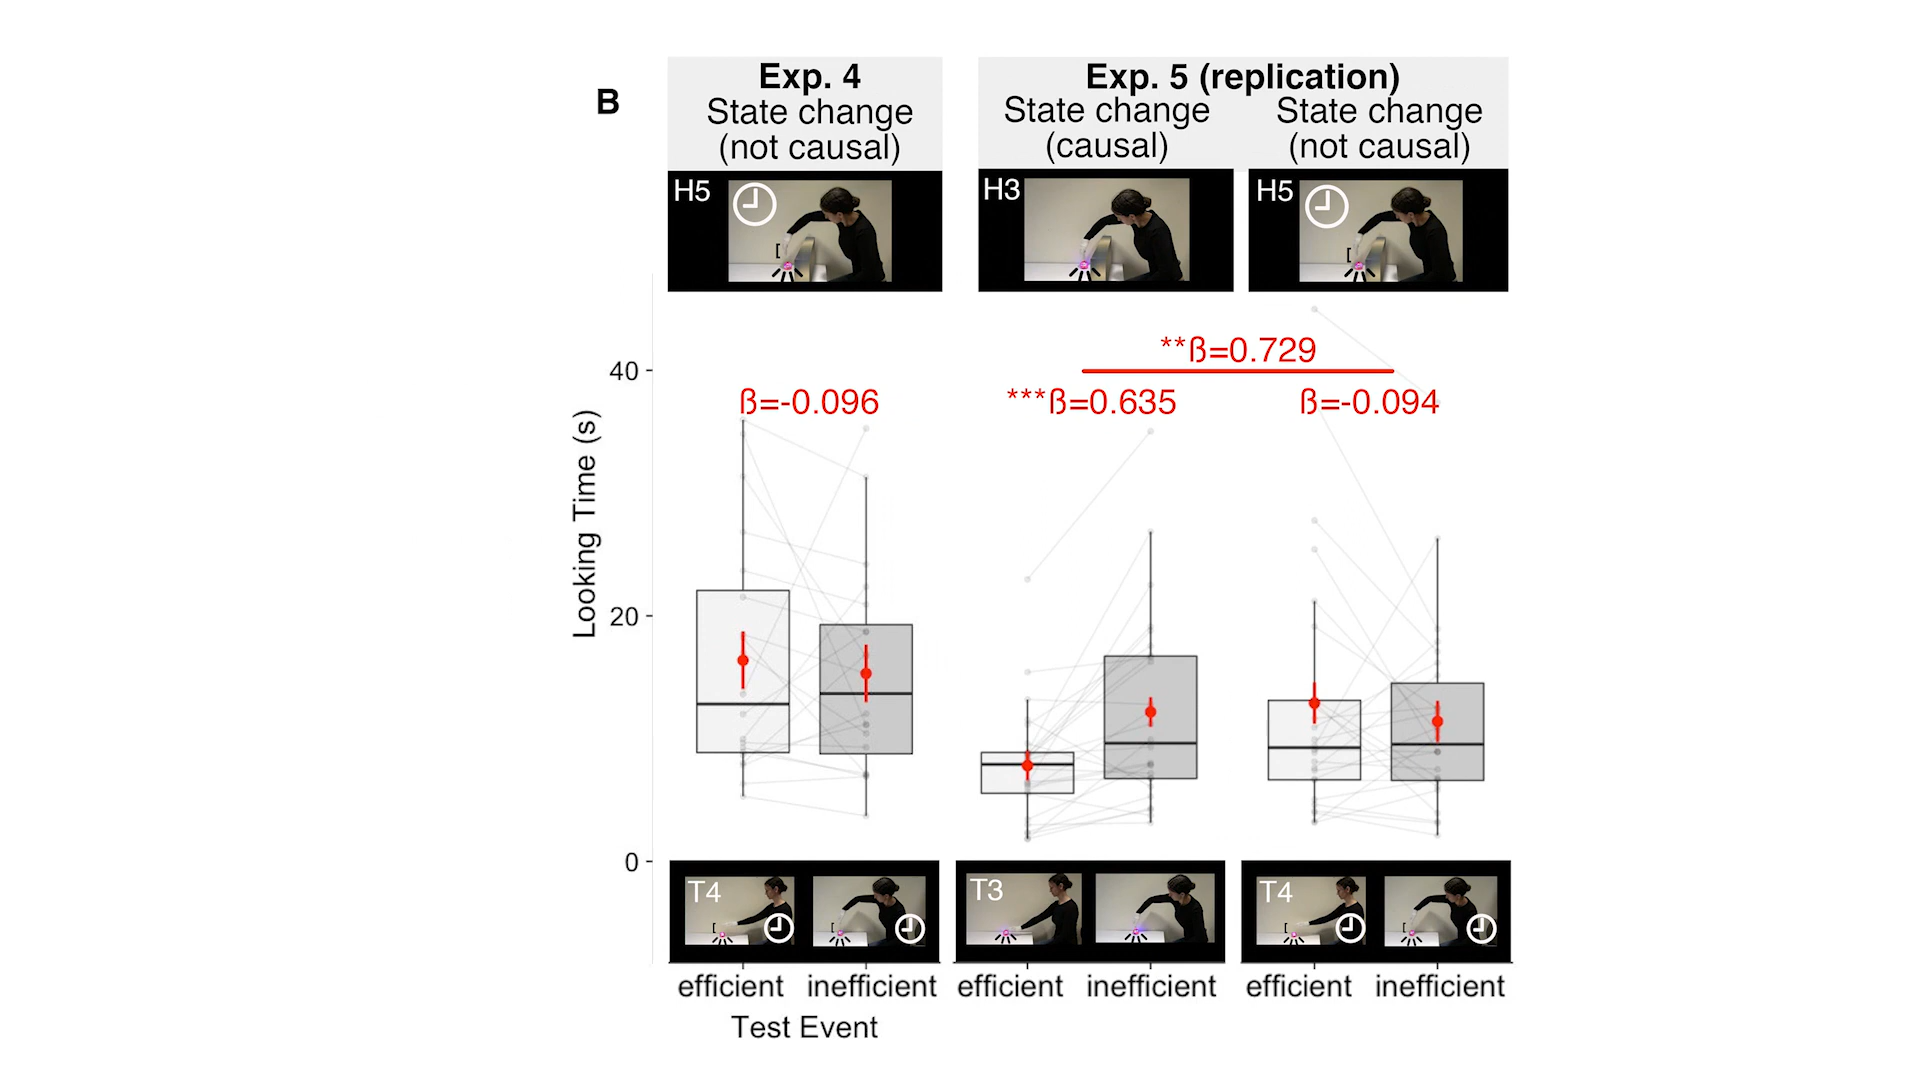 B
Exp. 4
State change
(not causal)
Exp. 5 (replication)
State change
(causal)
State change
(not causal)
H5
H3
H5
**ß=0.729
ß=-0.096
***ß=0.635
ß=-0.094
Looking Time (s)
40
20
0
T4
T3
T4
efficient
inefficient
efficient
inefficient
efficient
inefficient
Test Event